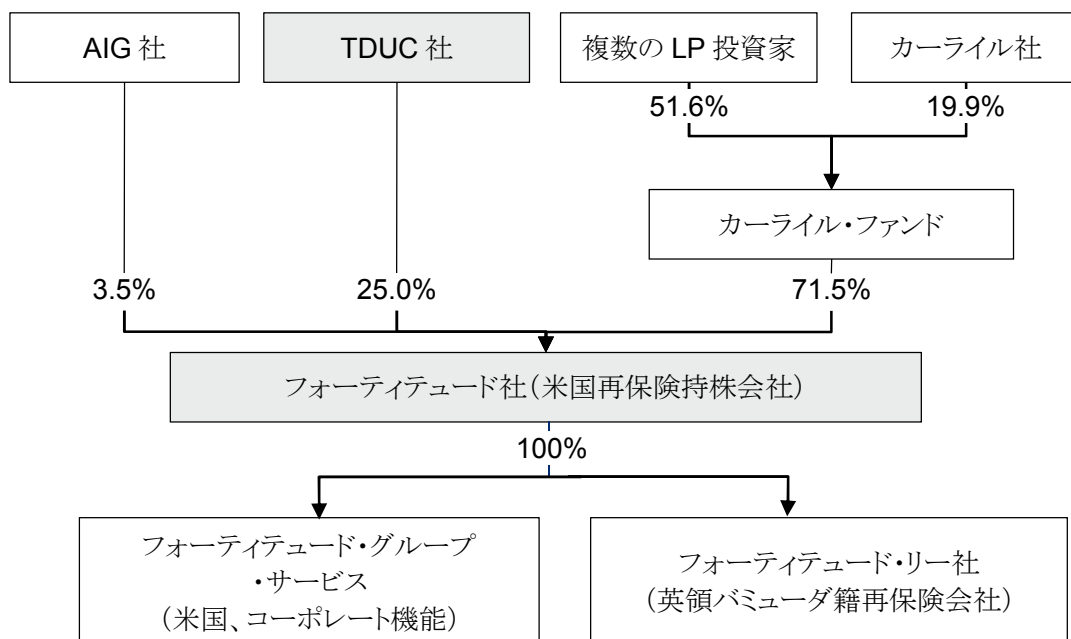 AIG 社
TDUC 社
複数の LP 投資家
カーライル社
51.6%
19.9%
カーライル・ファンド
3.5%
25.0%
71.5%
フォーティテュード社(米国再保険持株会社)
100%
フォーティテュード・グループ
・サービス
(米国、コーポレート機能)
フォーティテュード・リー社
(英領バミューダ籍再保険会社)